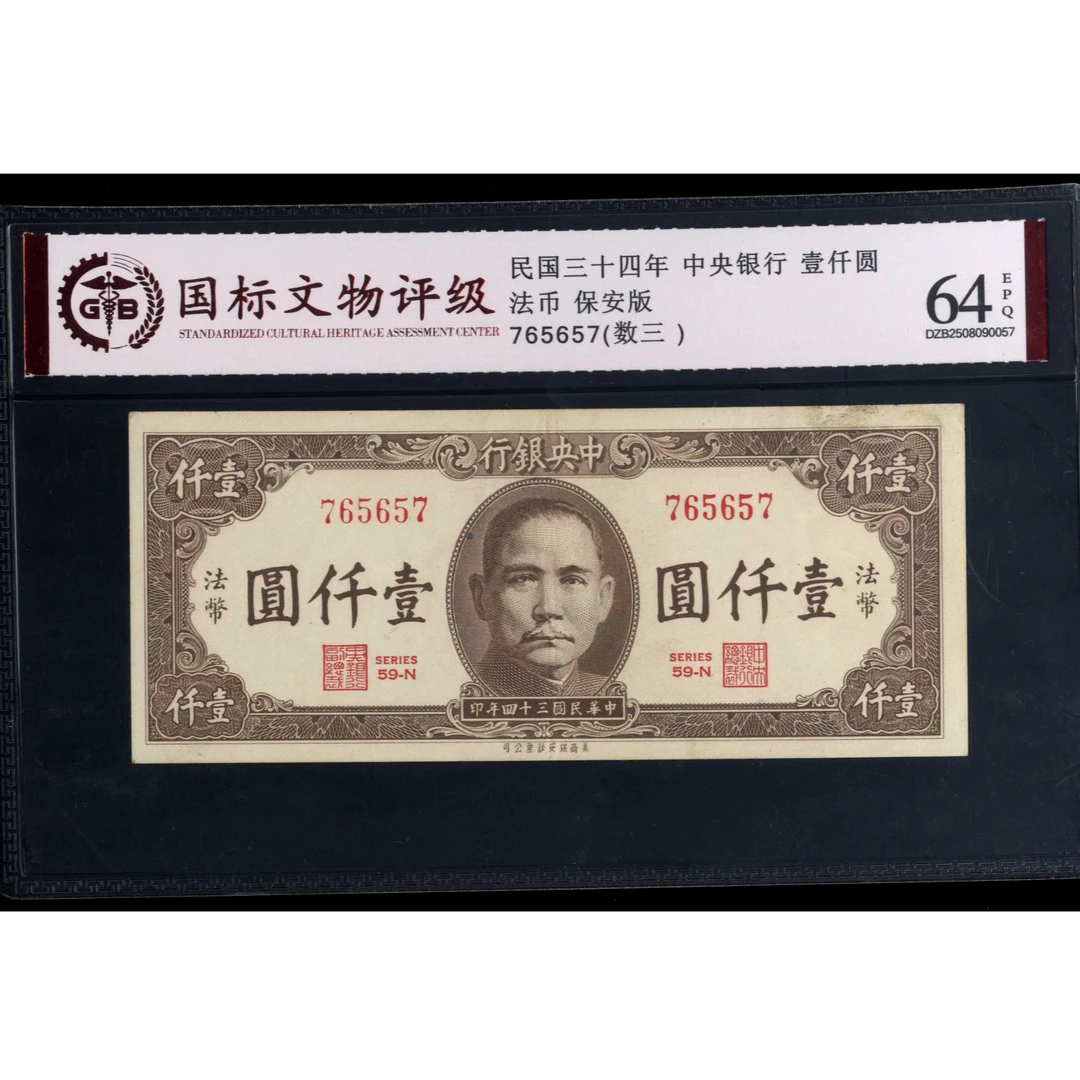 GB
国标文物评级
STANDARDIZED CULTURAL HERITAGE ASSESSMENT CENTER
民国三十四年 中央银行 壹仟圆
法币 保安版
765657(数三 )
64
EPQ
DZB2508090057
行銀央中
仟壹
仟壹
765657
765657
法幣
圓仟壹
圓仟壹
法幣
SERIES
59-N
SERIES
59-N
仟壹
印年四十三國民華中
仟壹